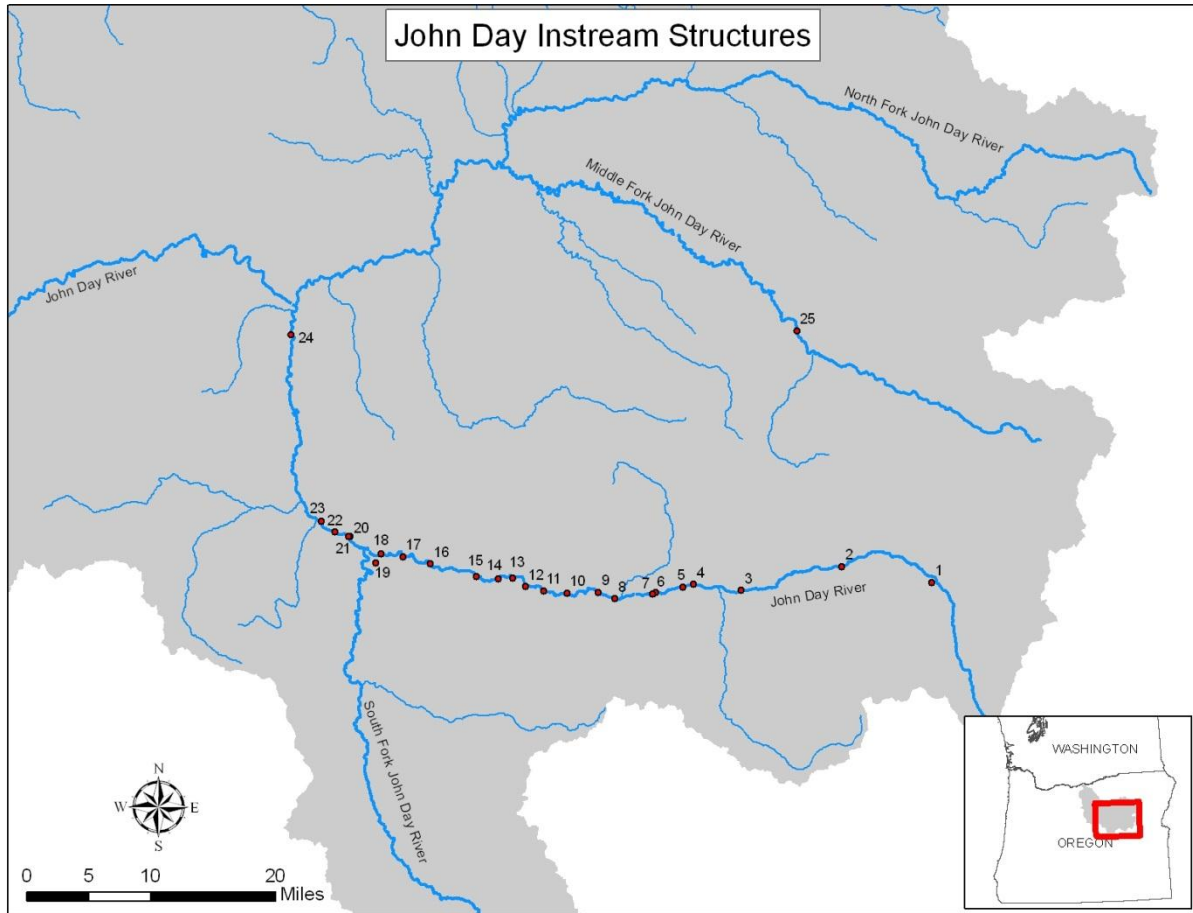 John Day Instream Structures
North Fork John Day River
Middle Fork John Day River
John Day River
25
24
23
22
21
20
18
19
17
16
15
14
13
12
11
10
9
8
7
6
5
4
3
2
1
John Day River
South Fork John Day River
N
W E
S
0 5 10 20
Miles
WASHINGTON
OREGON